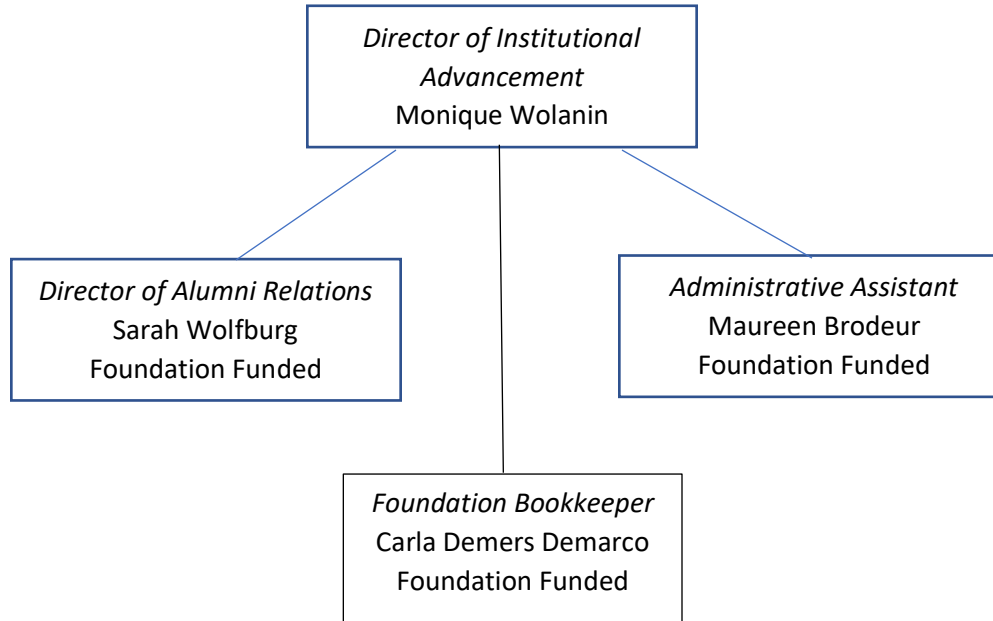 Director of Institutional
Advancement
Monique Wolanin
Director of Alumni Relations
Sarah Wolfburg
Foundation Funded
Administrative Assistant
Maureen Brodeur
Foundation Funded
Foundation Bookkeeper
Carla Demers Demarco
Foundation Funded